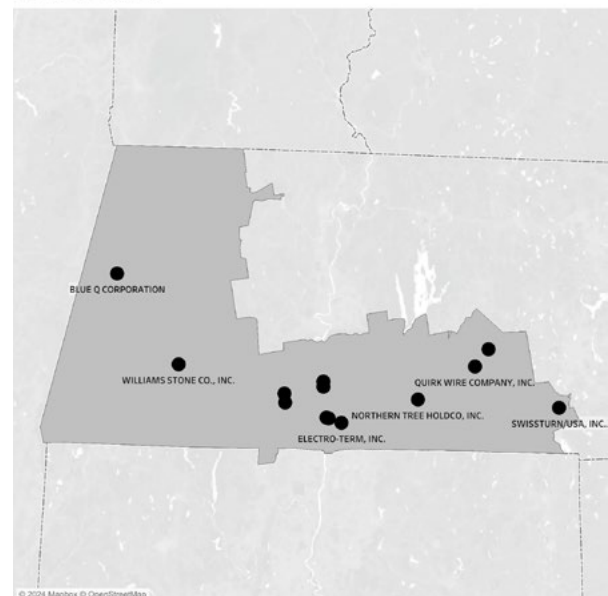 BLUE Q CORPORATION
WILLIAMS STONE CO., INC.
QUIRK WIRE COMPANY, INC.
NORTHERN TREE HOLDCO, INC.
SWISSTURN/USA, INC.
ELECTRO-TERM, INC.
© 2024 Mapbox © OpenStreetMap